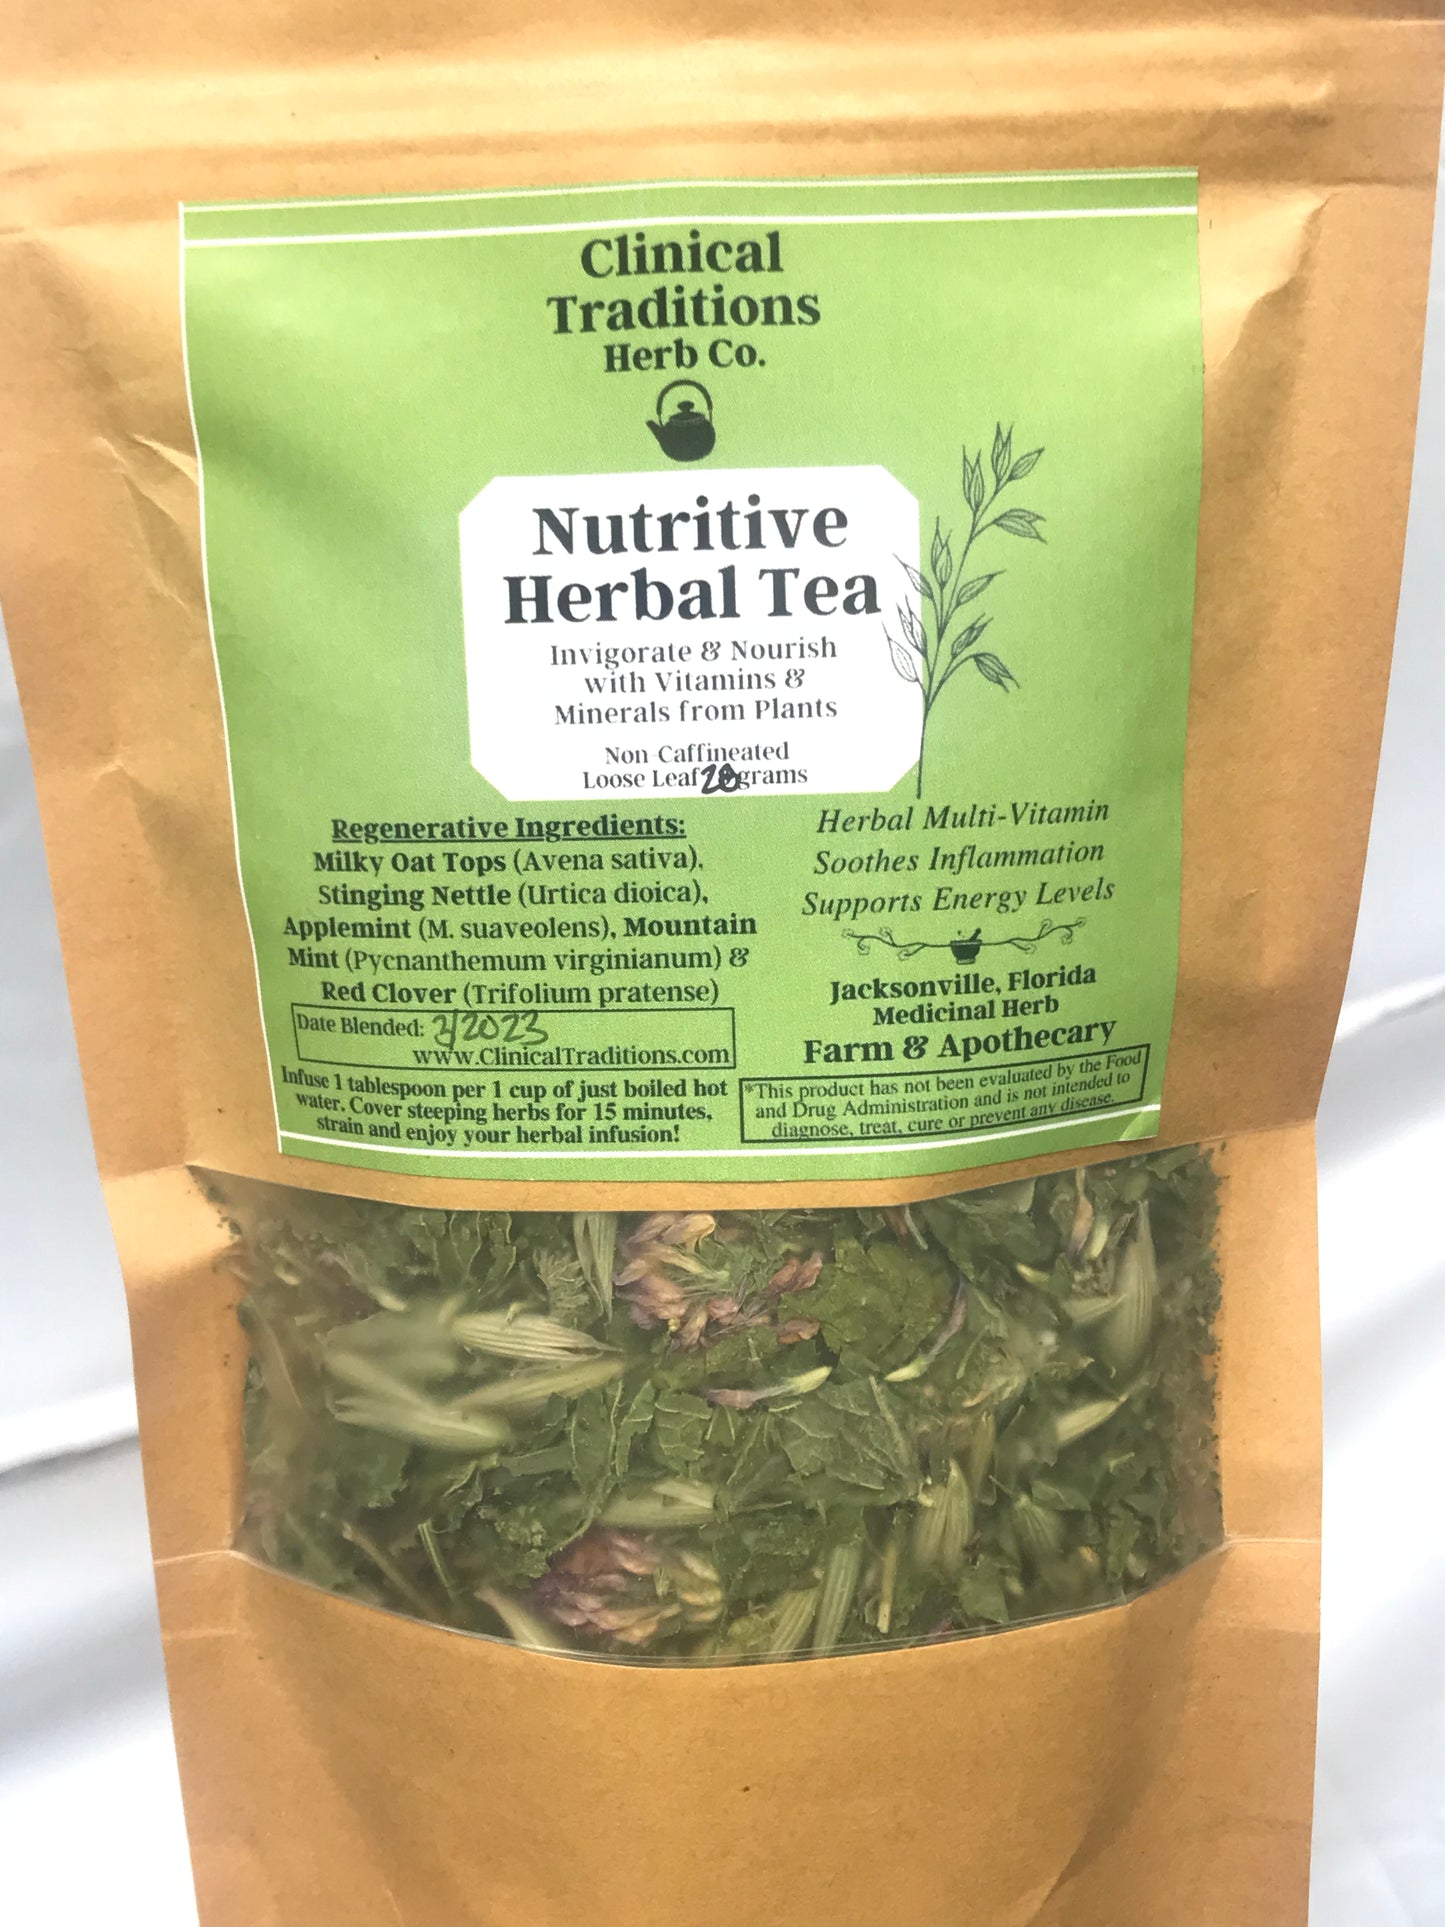 Clinical
Traditions
Herb Co.
Nutritive
Herbal Tea
Invigorate & Nourish
with Vitamins &
Minerals from Plants
Non-Caffineated
Loose Leaf 28 grams
Regenerative Ingredients:
Milky Oat Tops (Avena sativa),
Stinging Nettle (Urtica dioica),
Applemint (M. suaveolens), Mountain
Mint (Pycnanthemum virginianum) &
Red Clover (Trifolium pratense)
Date Blended: 3/2023
www.ClinicalTraditions.com
Infuse 1 tablespoon per 1 cup of just boiled hot
water. Cover steeping herbs for 15 minutes,
strain and enjoy your herbal infusion!
Herbal Multi-Vitamin
Soothes Inflammation
Supports Energy Levels
Jacksonville, Florida
Medicinal Herb
Farm & Apothecary
*This product has not been evaluated by the Food
and Drug Administration and is not intended to
diagnose, treat, cure or prevent any disease.